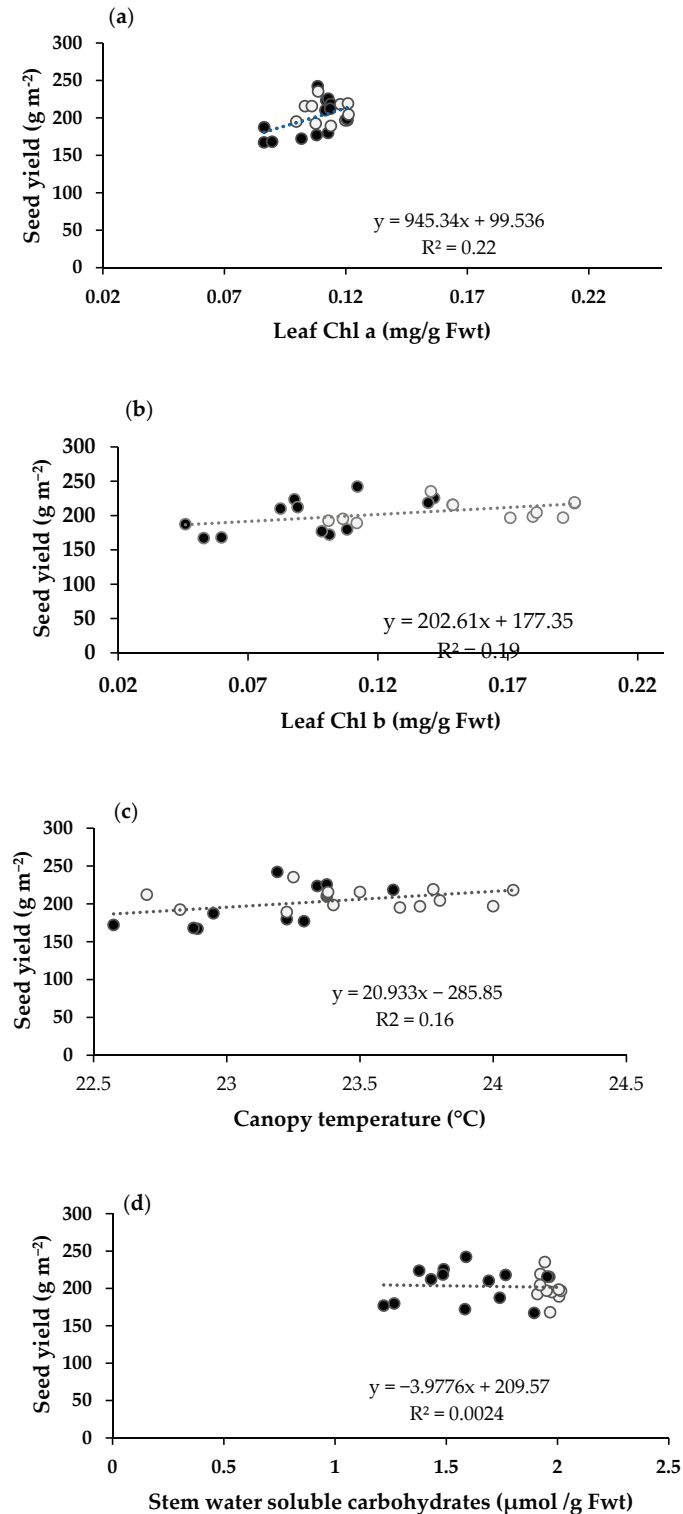 (a)
300
250
200
150
100
50
0
Seed yield (g m⁻²)
y = 945.34x + 99.536
R² = 0.22
0.02 0.07 0.12 0.17 0.22
Leaf Chl a (mg/g Fwt)
(b)
300
250
200
150
100
50
0
Seed yield (g m⁻²)
y = 202.61x + 177.35
R² = 0.19
0.02 0.07 0.12 0.17 0.22
Leaf Chl b (mg/g Fwt)
(c)
300
250
200
150
100
50
0
Seed yield (g m⁻²)
y = 20.933x − 285.85
R2 = 0.16
22.5 23 23.5 24 24.5
Canopy temperature (°C)
(d)
300
250
200
150
100
50
0
Seed yield (g m⁻²)
y = −3.9776x + 209.57
R² = 0.0024
0 0.5 1 1.5 2 2.5
Stem water soluble carbohydrates (μmol /g Fwt)